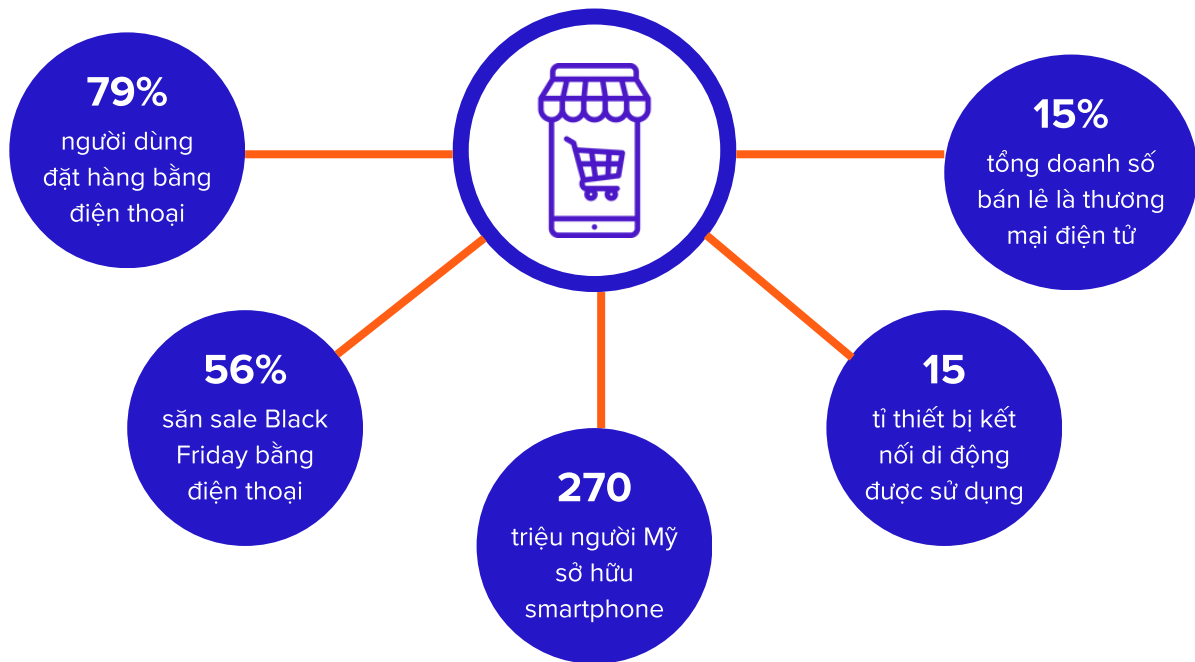 79%
người dùng
đặt hàng bằng
điện thoại
56%
săn sale Black
Friday bằng
điện thoại
270
triệu người Mỹ
sở hữu
smartphone
15
tỉ thiết bị kết
nối di động
được sử dụng
15%
tổng doanh số
bán lẻ là thương
mại điện tử